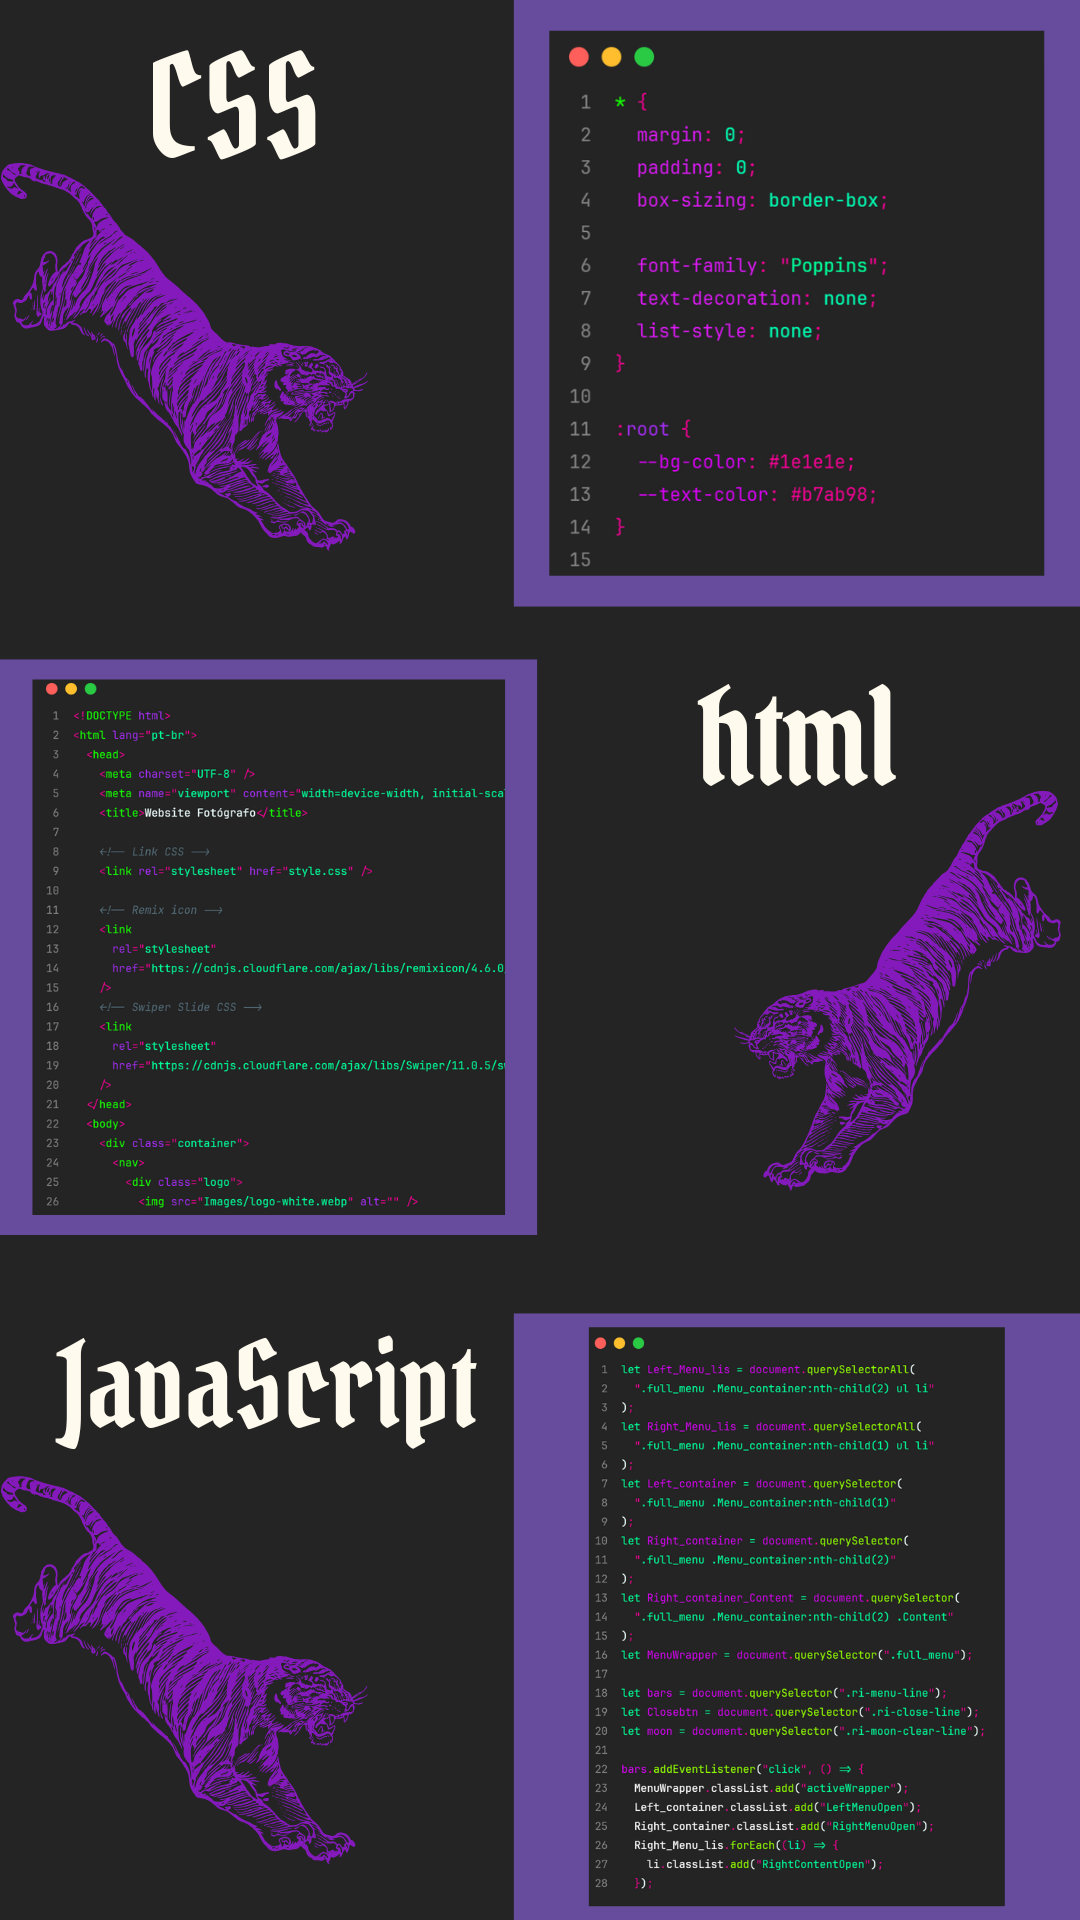 CSS
1 * {
2 margin: 0;
3 padding: 0;
4 box-sizing: border-box;
5
6 font-family: "Poppins";
7 text-decoration: none;
8 list-style: none;
9 }
10
11 :root {
12 --bg-color: #1e1e1e;
13 --text-color: #b7ab98;
14 }
15
html
1 <!DOCTYPE html>
2 <html lang="pt-br">
3 <head>
4 <meta charset="UTF-8" />
5 <meta name="viewport" content="width=device-width, initial-sca
6 <title>Website Fotógrafo</title>
7
8 <!-- Link CSS -->
9 <link rel="stylesheet" href="style.css" />
10
11 <!-- Remix icon -->
12 <link
13 rel="stylesheet"
14 href="https://cdnjs.cloudflare.com/ajax/libs/remixicon/4.6.0
15 />
16 <!-- Swiper Slide CSS -->
17 <link
18 rel="stylesheet"
19 href="https://cdnjs.cloudflare.com/ajax/libs/Swiper/11.0.5/s
20 />
21 </head>
22 <body>
23 <div class="container">
24 <nav>
25 <div class="logo">
26 <img src="Images/logo-white.webp" alt="" />
JavaScript
1 let Left_Menu_lis = document.querySelectorAll(
2 ".full_menu .Menu_container:nth-child(2) ul li"
3 );
4 let Right_Menu_lis = document.querySelectorAll(
5 ".full_menu .Menu_container:nth-child(1) ul li"
6 );
7 let Left_container = document.querySelector(
8 ".full_menu .Menu_container:nth-child(1)"
9 );
10 let Right_container = document.querySelector(
11 ".full_menu .Menu_container:nth-child(2)"
12 );
13 let Right_container_Content = document.querySelector(
14 ".full_menu .Menu_container:nth-child(2) .Content"
15 );
16 let MenuWrapper = document.querySelector(".full_menu");
17
18 let bars = document.querySelector(".ri-menu-line");
19 let Closebtn = document.querySelector(".ri-close-line");
20 let moon = document.querySelector(".ri-moon-clear-line");
21
22 bars.addEventListener("click", () => {
23 MenuWrapper.classList.add("activeWrapper");
24 Left_container.classList.add("LeftMenuOpen");
25 Right_container.classList.add("RightMenuOpen");
26 Right_Menu_lis.forEach((li) => {
27 li.classList.add("RightContentOpen");
28 });